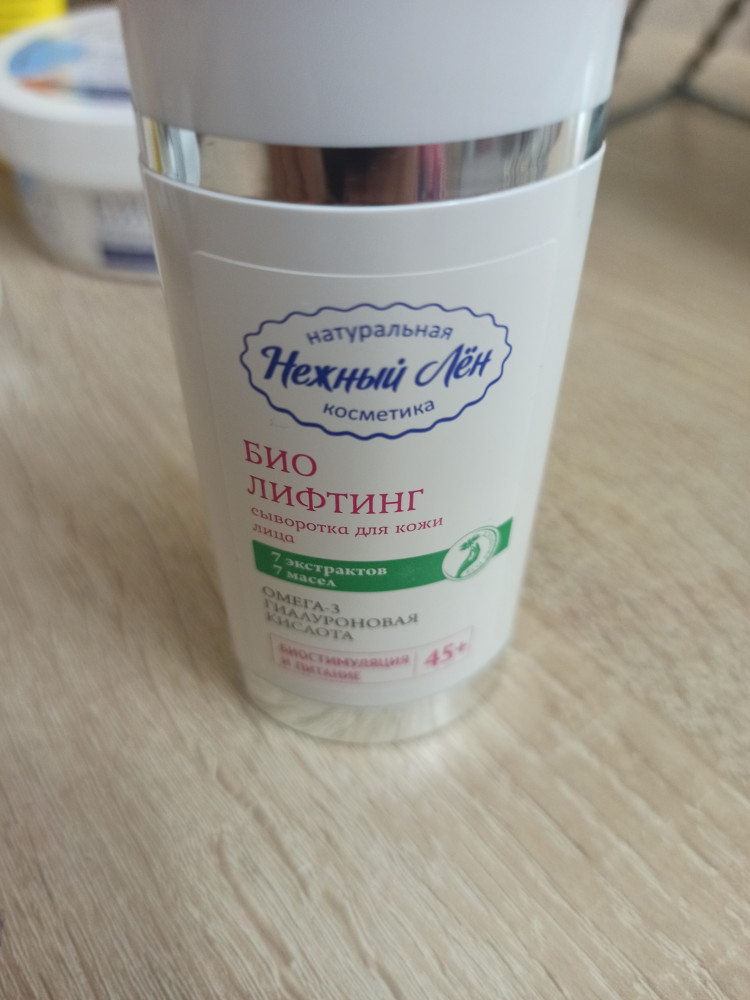 натуральная
Нежный Лён
косметика
БИО
ЛИФТИНГ
сыворотка для кожи
лица
7 экстрактов
7 масел
ОМЕГА-3
ГИАЛУРОНОВАЯ
КИСЛОТА
БИОСТИМУЛЯЦИЯ
И ПИТАНИЕ
45+